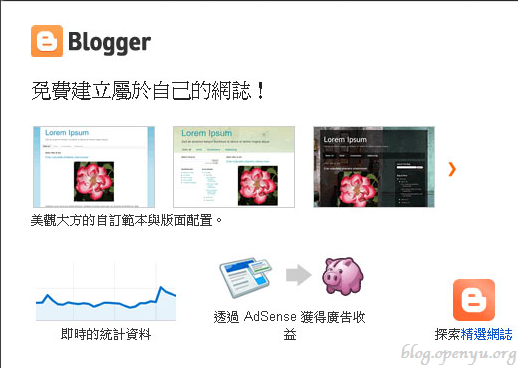 Blogger
免費建立屬於自己的網誌！
Lorem Ipsum
Lorem Ipsum
Lorem Ipsum
美觀大方的自訂範本與版面配置。
即時的統計資料
透過 AdSense 獲得廣告收
益
探索精選網誌
blog.openyu.org